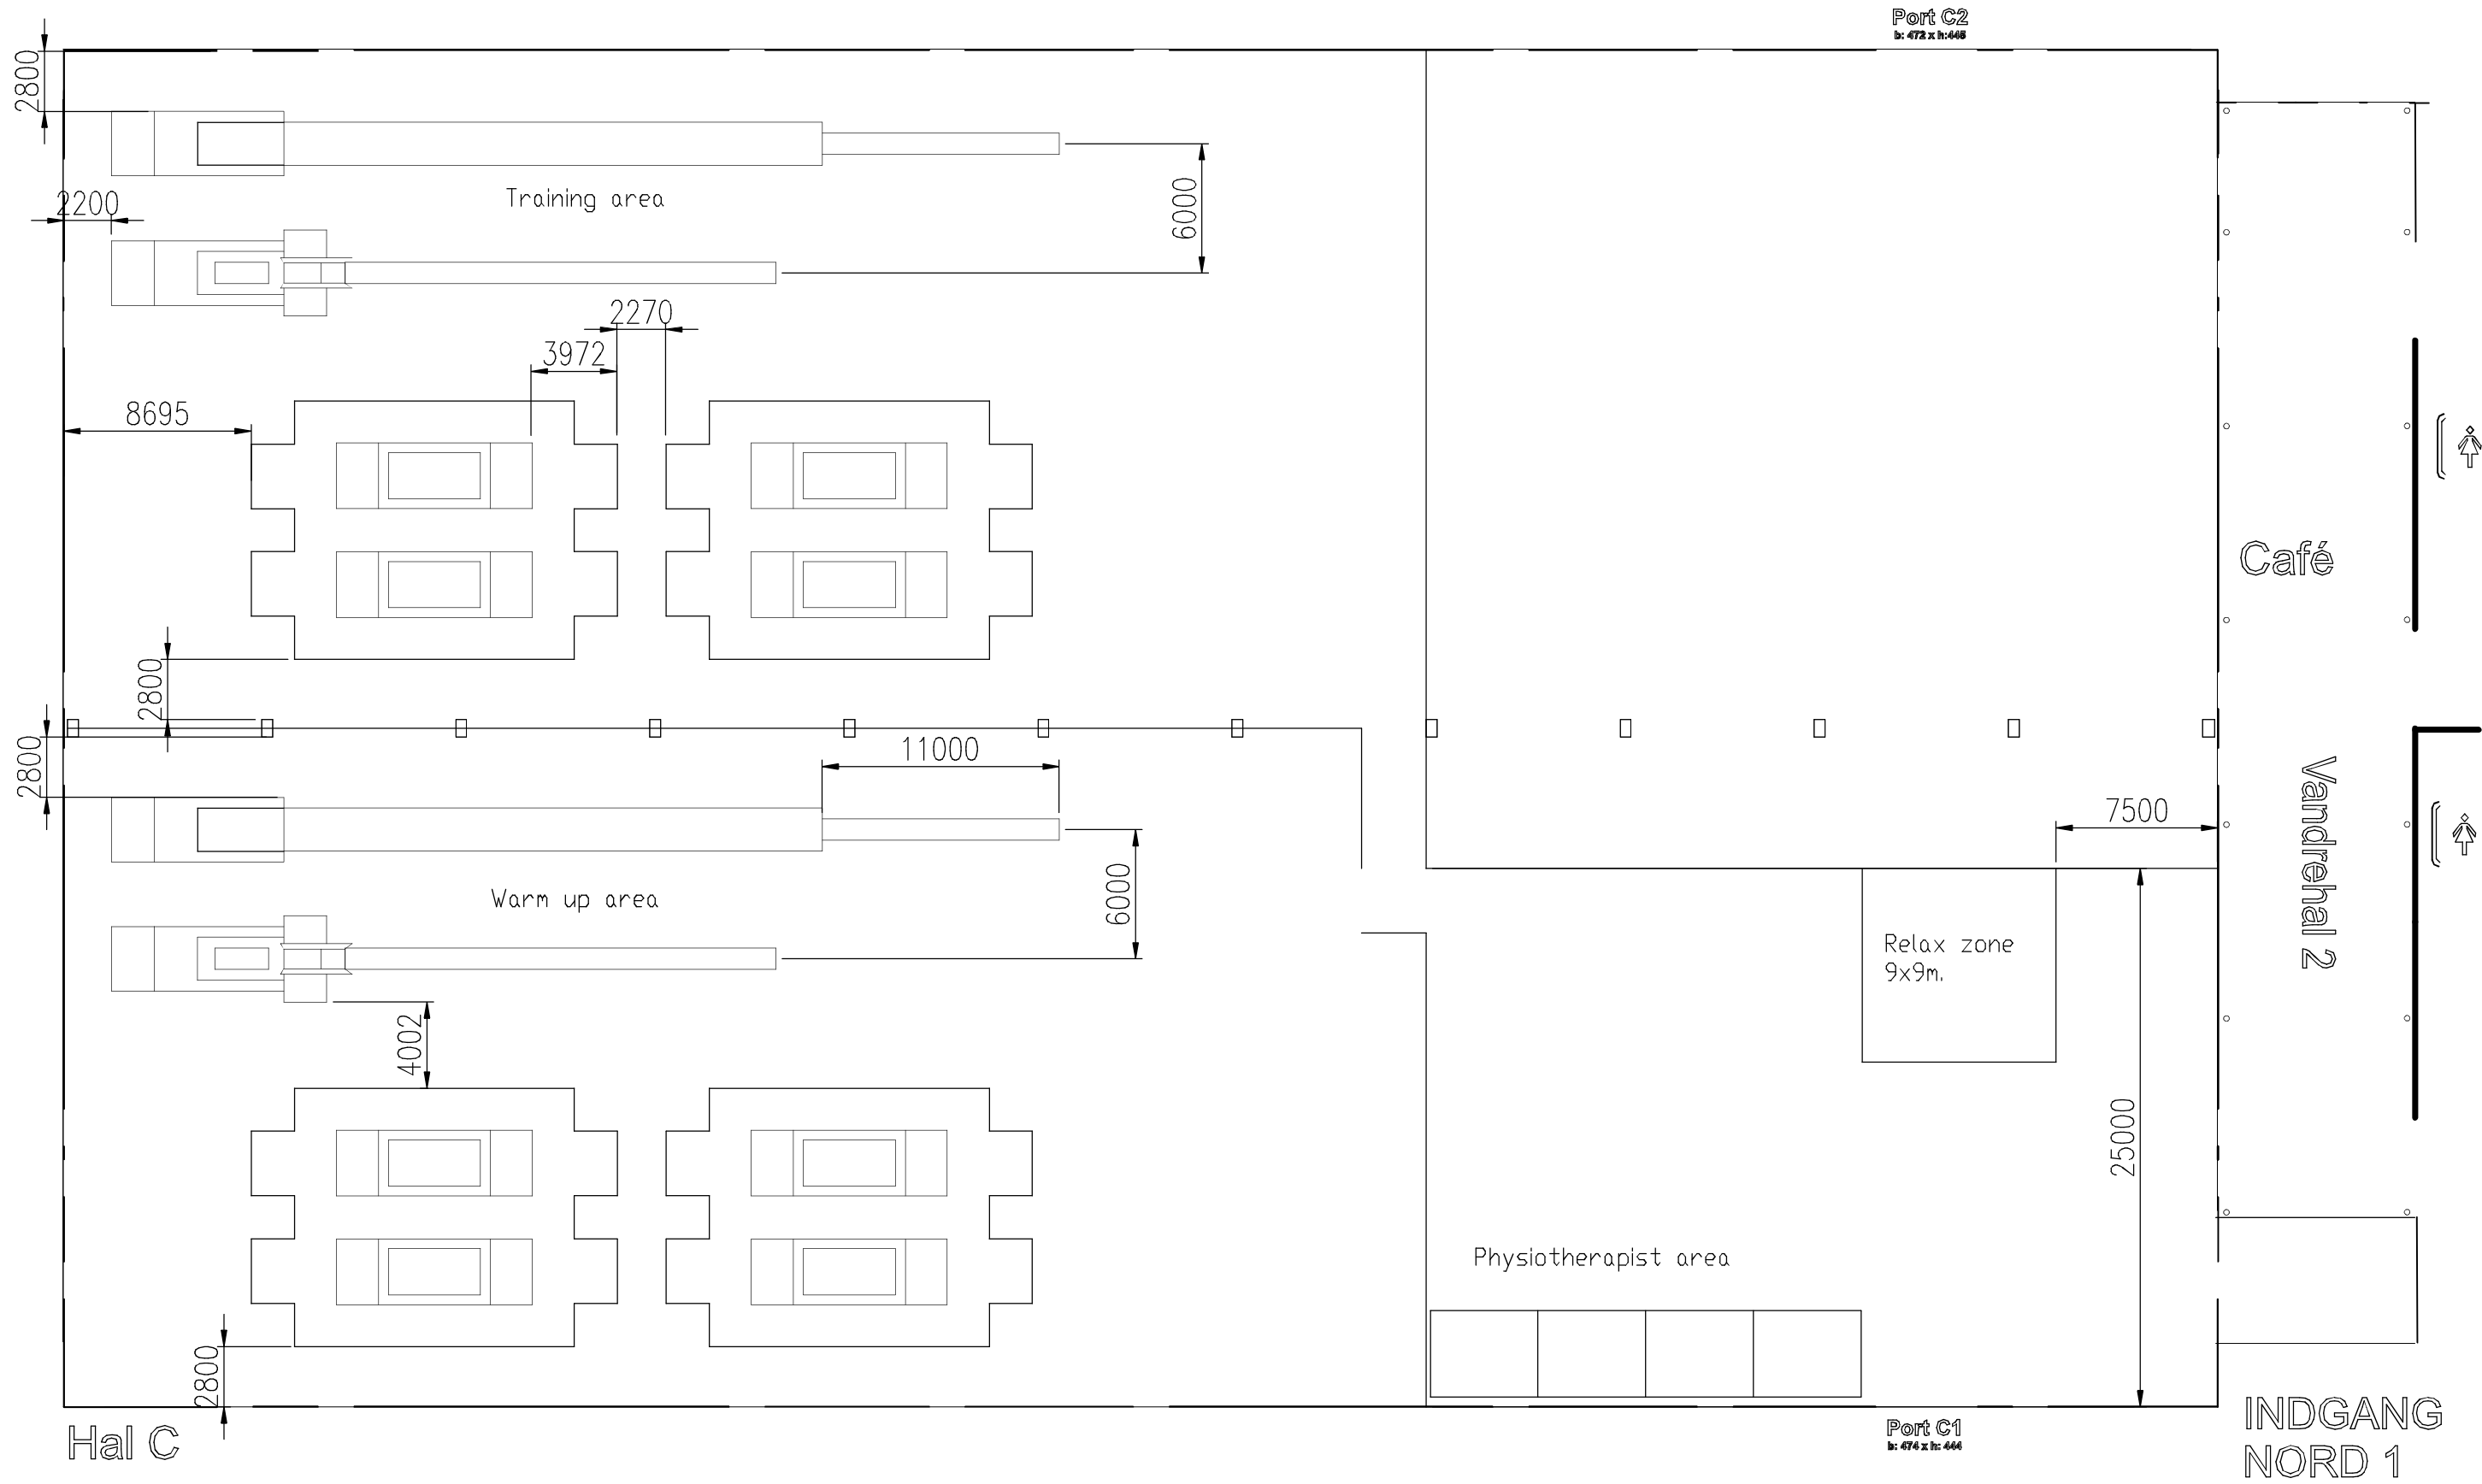 Port C2
b: 472 x h:445
2800
2200
Training area
6000
2270
3972
8695
Café
2800
2800
11000
7500
Vandrehal 2
Warm up area
6000
Relax zone
9x9m.
4002
25000
Physiotherapist area
2800
Hal C
Port C1
b: 474 x h: 444
INDGANG
NORD 1